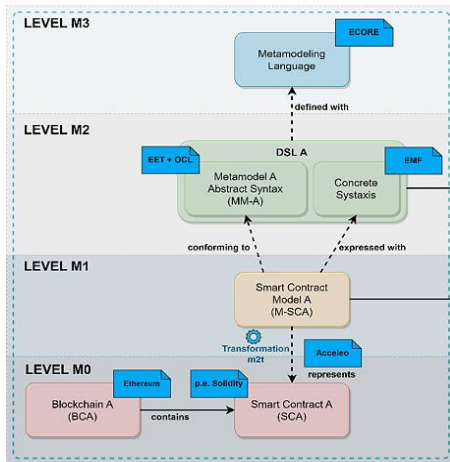 LEVEL M3
ECORE
Metamodeling
Language
defined with
LEVEL M2
DSL A
EET + OCL
EMF
Metamodel A
Abstract Syntax
(MM-A)
Concrete
Systaxis
conforming to
expressed with
LEVEL M1
Smart Contract
Model A
(M-SCA)
Transformation
m2t
Acceleo
represents
LEVEL M0
Ethereum
p.e. Solidity
Blockchain A
(BCA)
contains
Smart Contract A
(SCA)